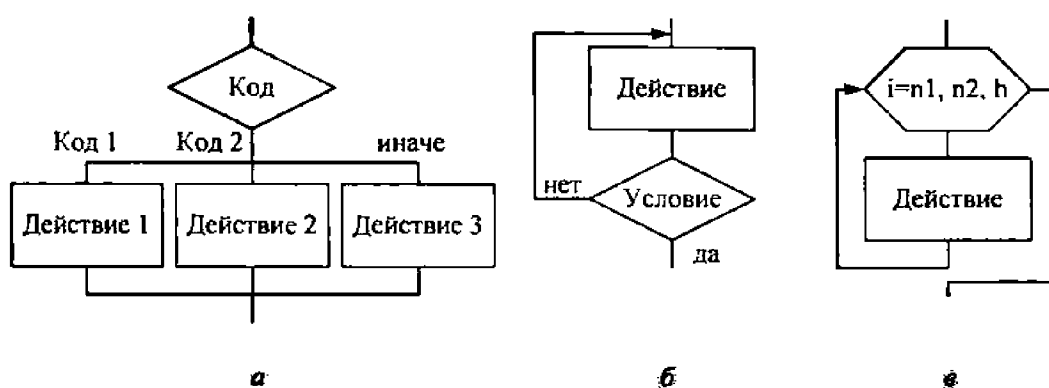 Код
Код 1
Код 2
иначе
Действие 1
Действие 2
Действие 3
а
Действие
нет
Условие
да
б
i=n1, n2, h
Действие
в